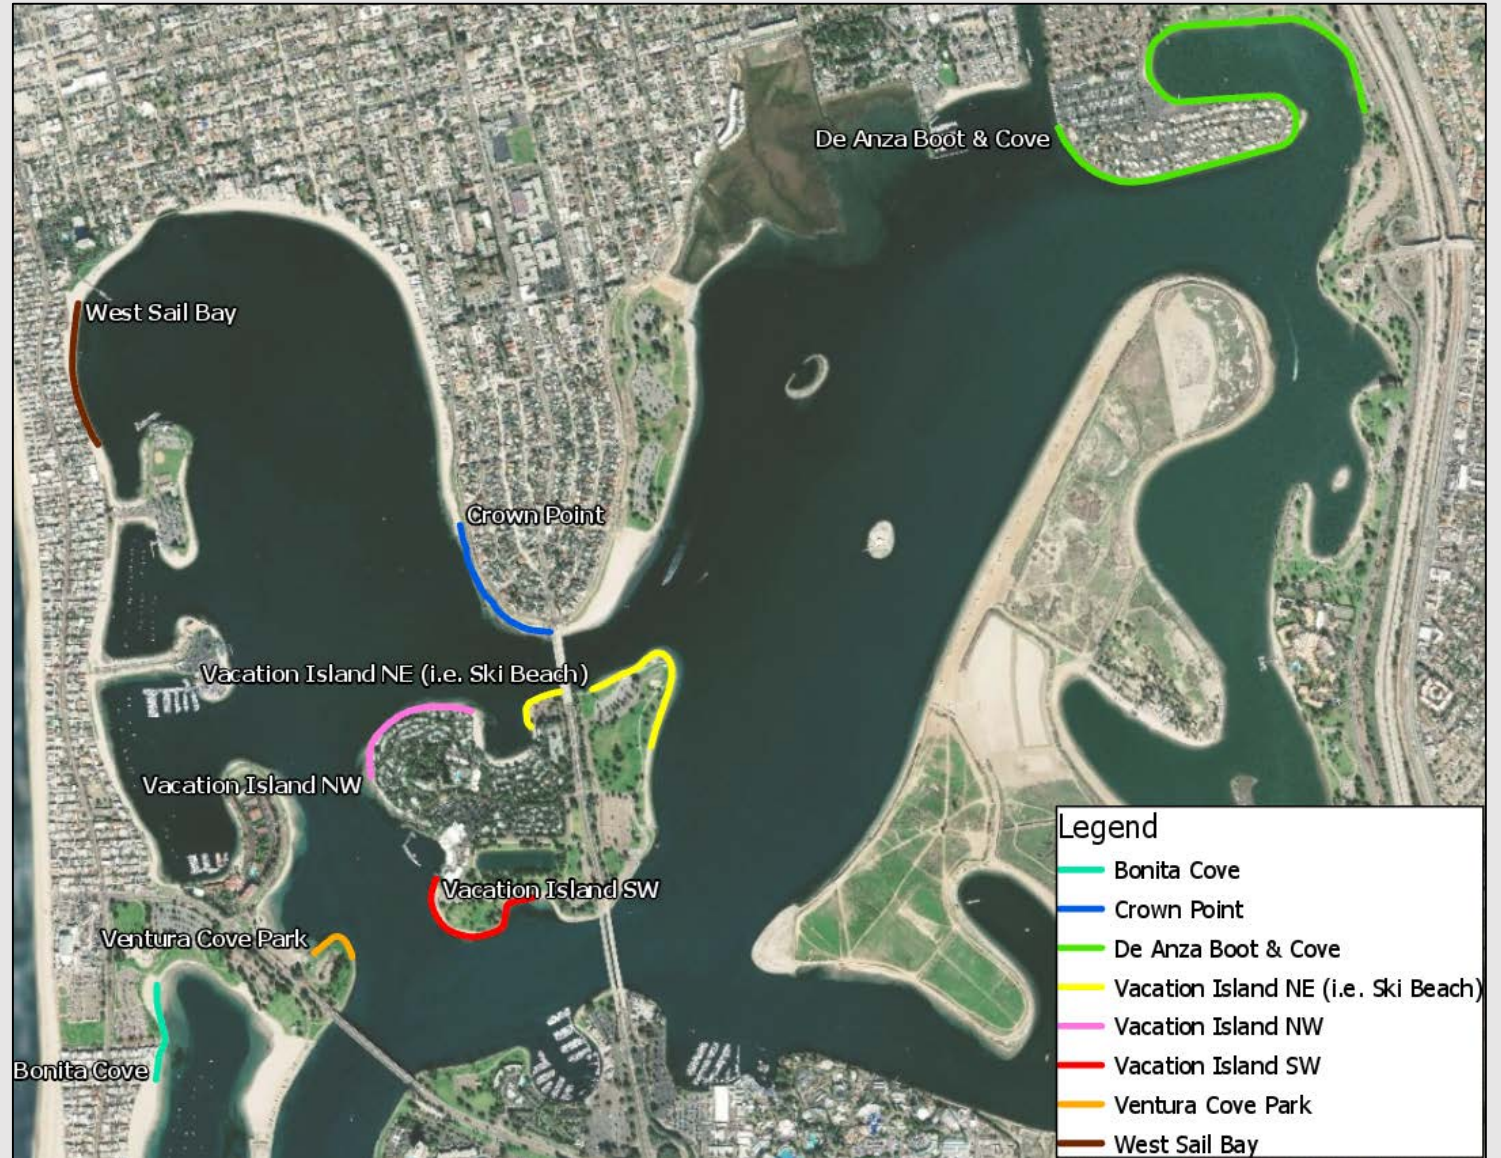 De Anza Boot & Cove
West Sail Bay
Crown Point
Vacation Island NE (i.e. Ski Beach)
Vacation Island NW
Vacation Island SW
Ventura Cove Park
Bonita Cove
Legend
Bonita Cove
Crown Point
De Anza Boot & Cove
Vacation Island NE (i.e. Ski Beach)
Vacation Island NW
Vacation Island SW
Ventura Cove Park
West Sail Bay